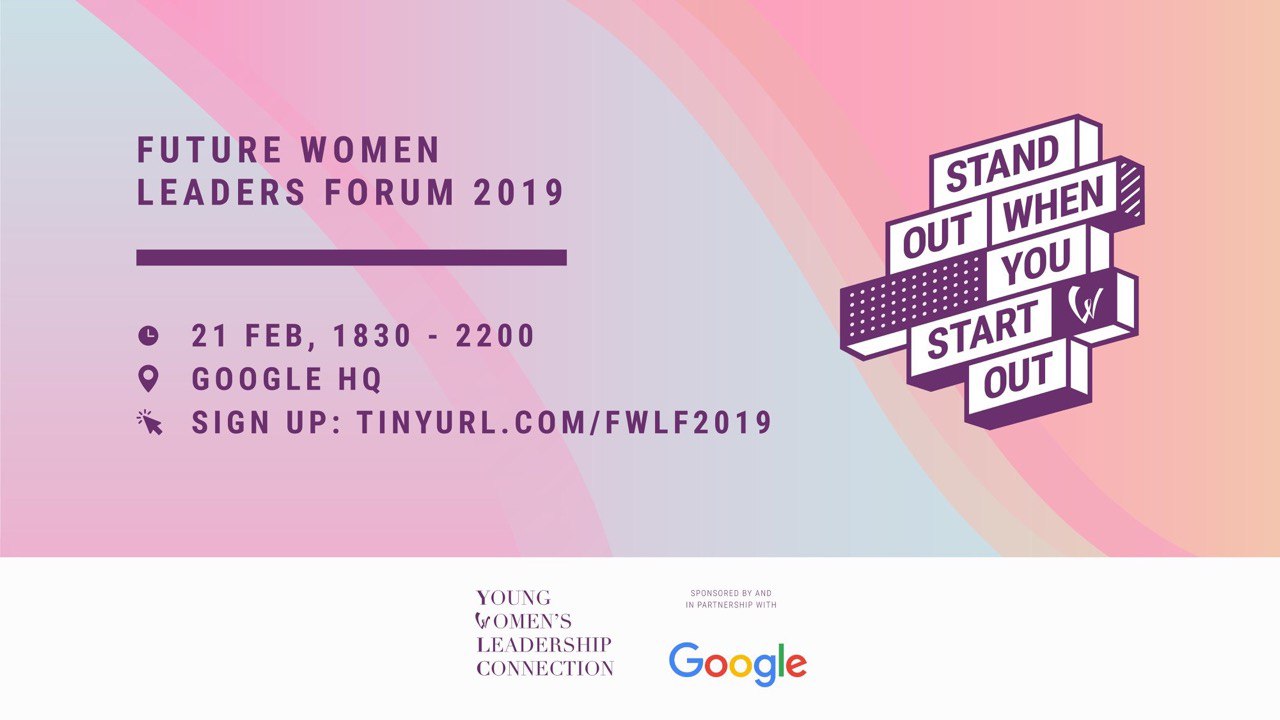 FUTURE WOMEN
LEADERS FORUM 2019
21 FEB, 1830 - 2200
GOOGLE HQ
SIGN UP: TINYURL.COM/FWLF2019
STAND
OUT WHEN
YOU
START
OUT
YOUNG
WOMEN'S
LEADERSHIP
CONNECTION
SPONSORED BY AND
IN PARTNERSHIP WITH
Google